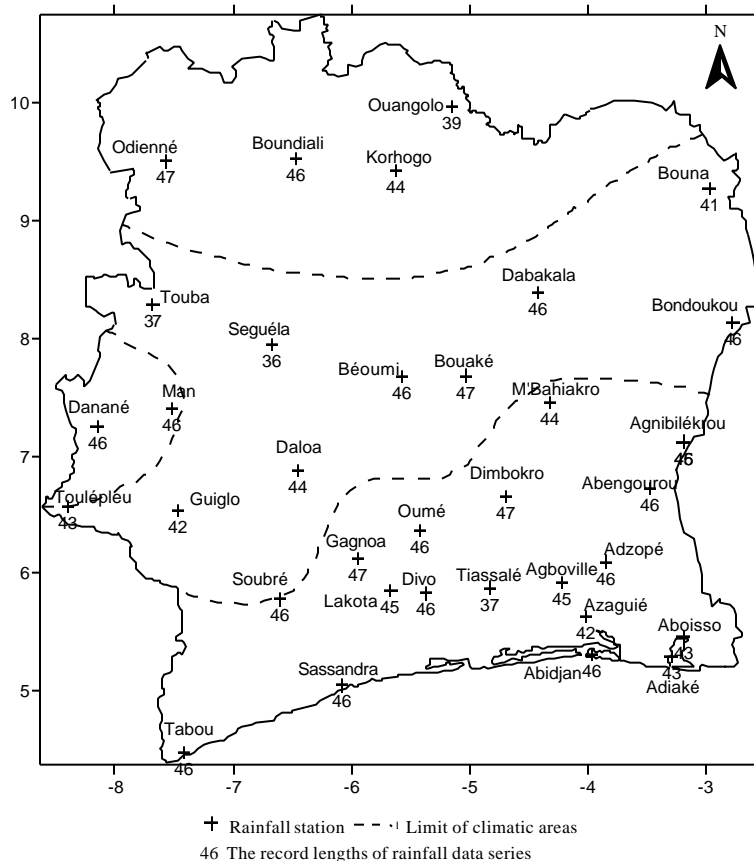 N
10
Ouangolo
39
Odienné
47
Boundiali
46
Korhogo
44
Bouna
41
9
Dabakala
46
Touba
37
Bondoukou
46
8
Seguéla
36
Béoumi
46
Bouaké
47
M'Bahiakro
44
Man
46
Danané
46
Agnibilékrou
46
7
Daloa
44
Dimbokro
47
Abengourou
46
Toulépleu
43
Guiglo
42
Oumé
46
Gagnoa
47
Adzopé
46
6
Soubré
46
Lakota
45
Divo
46
Tiassalé
37
Agboville
45
Azaguié
42
Aboisso
43
Abidjan
46
Adiaké
43
Sassandra
46
5
Tabou
46
-8 -7 -6 -5 -4 -3
Rainfall station Limit of climatic areas
46 The record lengths of rainfall data series